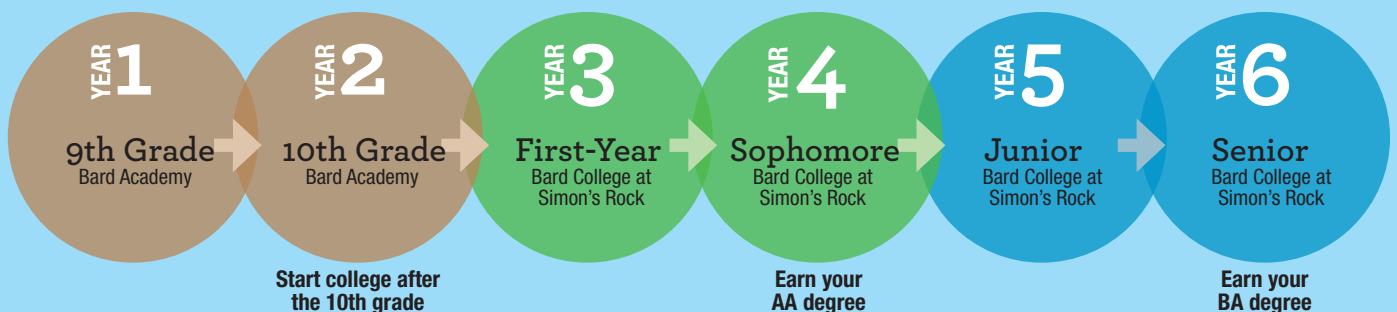 YEAR 1
9th Grade
Bard Academy
YEAR 2
10th Grade
Bard Academy
Start college after
the 10th grade
YEAR 3
First-Year
Bard College at
Simon's Rock
YEAR 4
Sophomore
Bard College at
Simon's Rock
Earn your
AA degree
YEAR 5
Junior
Bard College at
Simon's Rock
YEAR 6
Senior
Bard College at
Simon's Rock
Earn your
BA degree